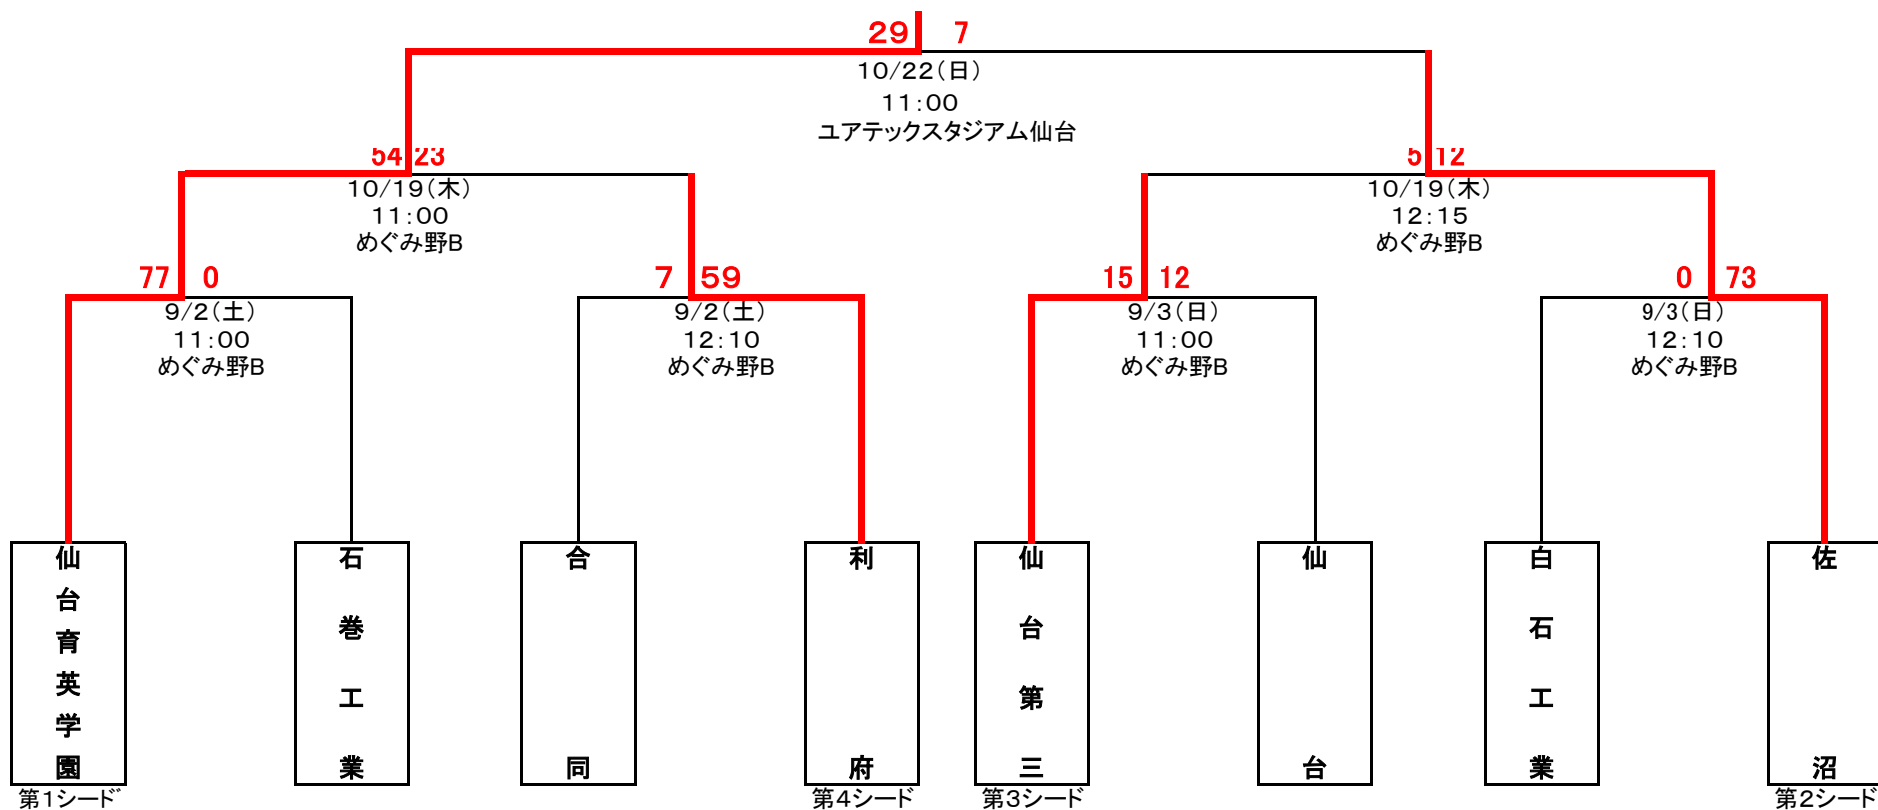 29 7
10/22(日)
11:00
ユアテックスタジアム仙台
54 23
5 12
10/19(木)
11:00
めぐみ野B
10/19(木)
12:15
めぐみ野B
77 0
7 59
15 12
0 73
9/2(土)
11:00
めぐみ野B
9/2(土)
12:10
めぐみ野B
9/3(日)
11:00
めぐみ野B
9/3(日)
12:10
めぐみ野B
仙台育英学園
石巻工業
合同
利府
仙台第三
仙台
白石工業
佐沼
第1シード
第4シード
第3シード
第2シード